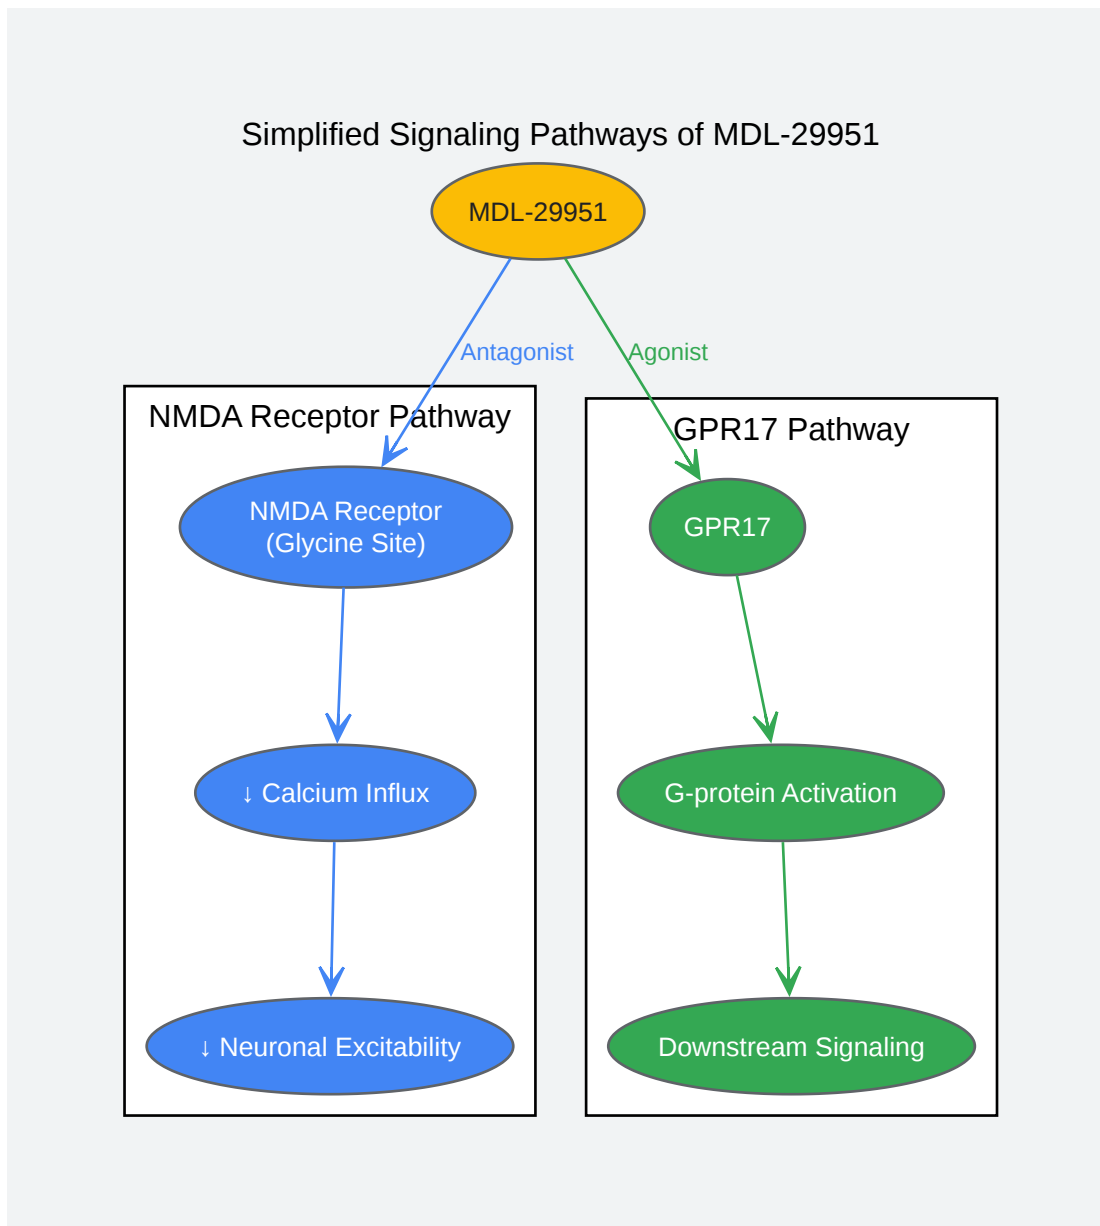 Simplified Signaling Pathways of MDL-29951
MDL-29951
Antagonist
Agonist
NMDA Receptor Pathway
GPR17 Pathway
NMDA Receptor
(Glycine Site)
GPR17
↓ Calcium Influx
G-protein Activation
↓ Neuronal Excitability
Downstream Signaling